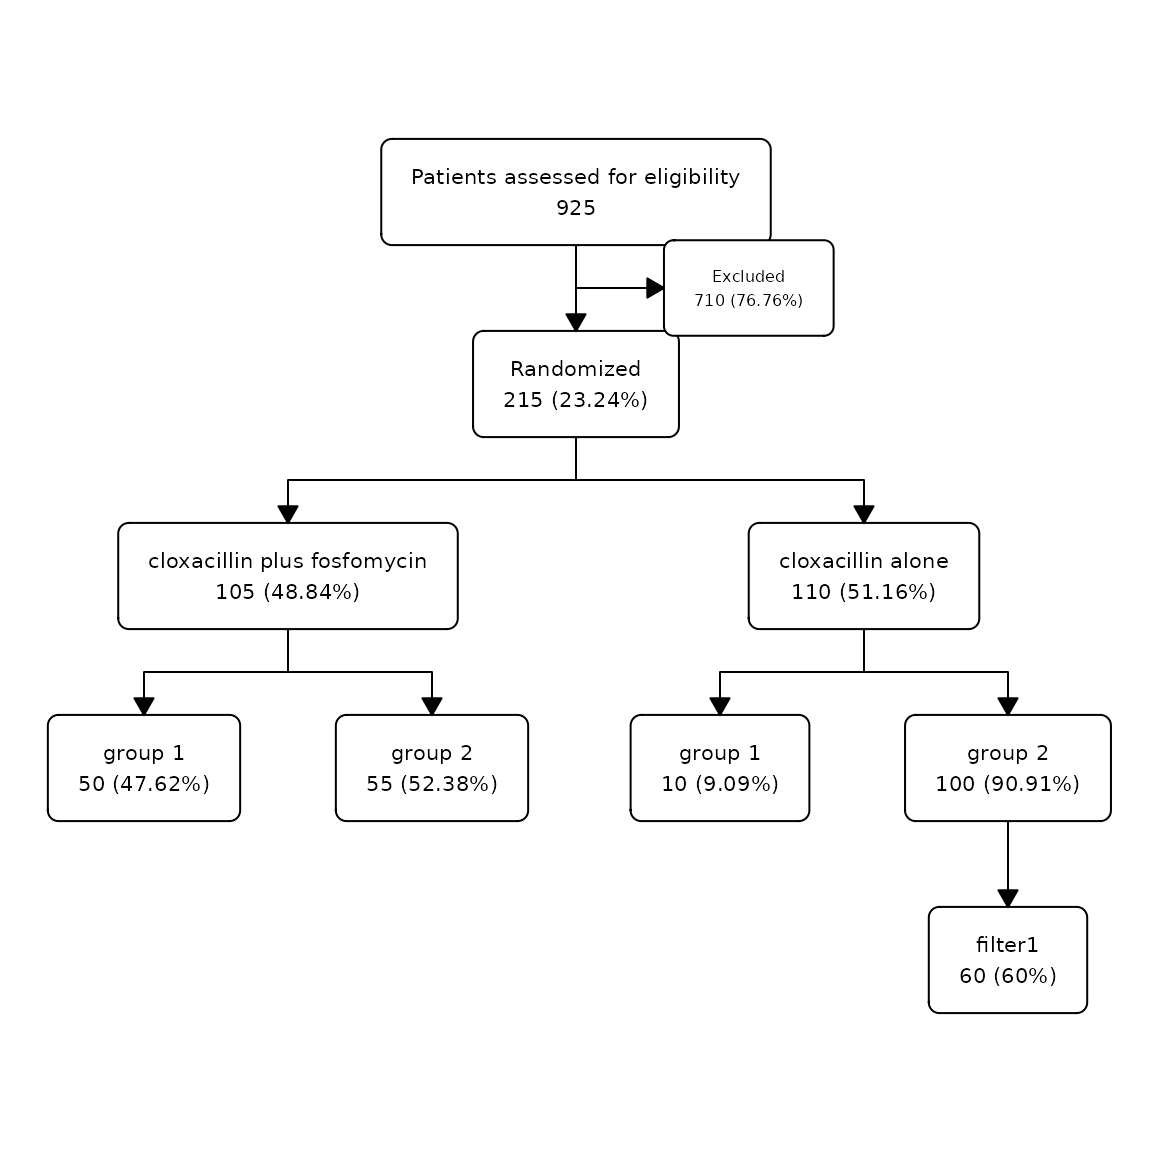 Patients assessed for eligibility
925
Excluded
710 (76.76%)
Randomized
215 (23.24%)
cloxacillin plus fosfomycin
105 (48.84%)
cloxacillin alone
110 (51.16%)
group 1
50 (47.62%)
group 2
55 (52.38%)
group 1
10 (9.09%)
group 2
100 (90.91%)
filter1
60 (60%)